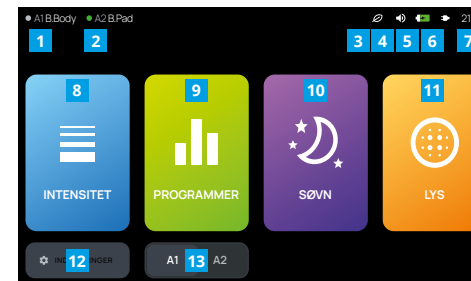 A1 B.Body A2 B.Pad 21
1 2 3 4 5 6 7
8 9 10 11
INTENSITET PROGRAMMER SØVN LYS
12 A1 13 A2